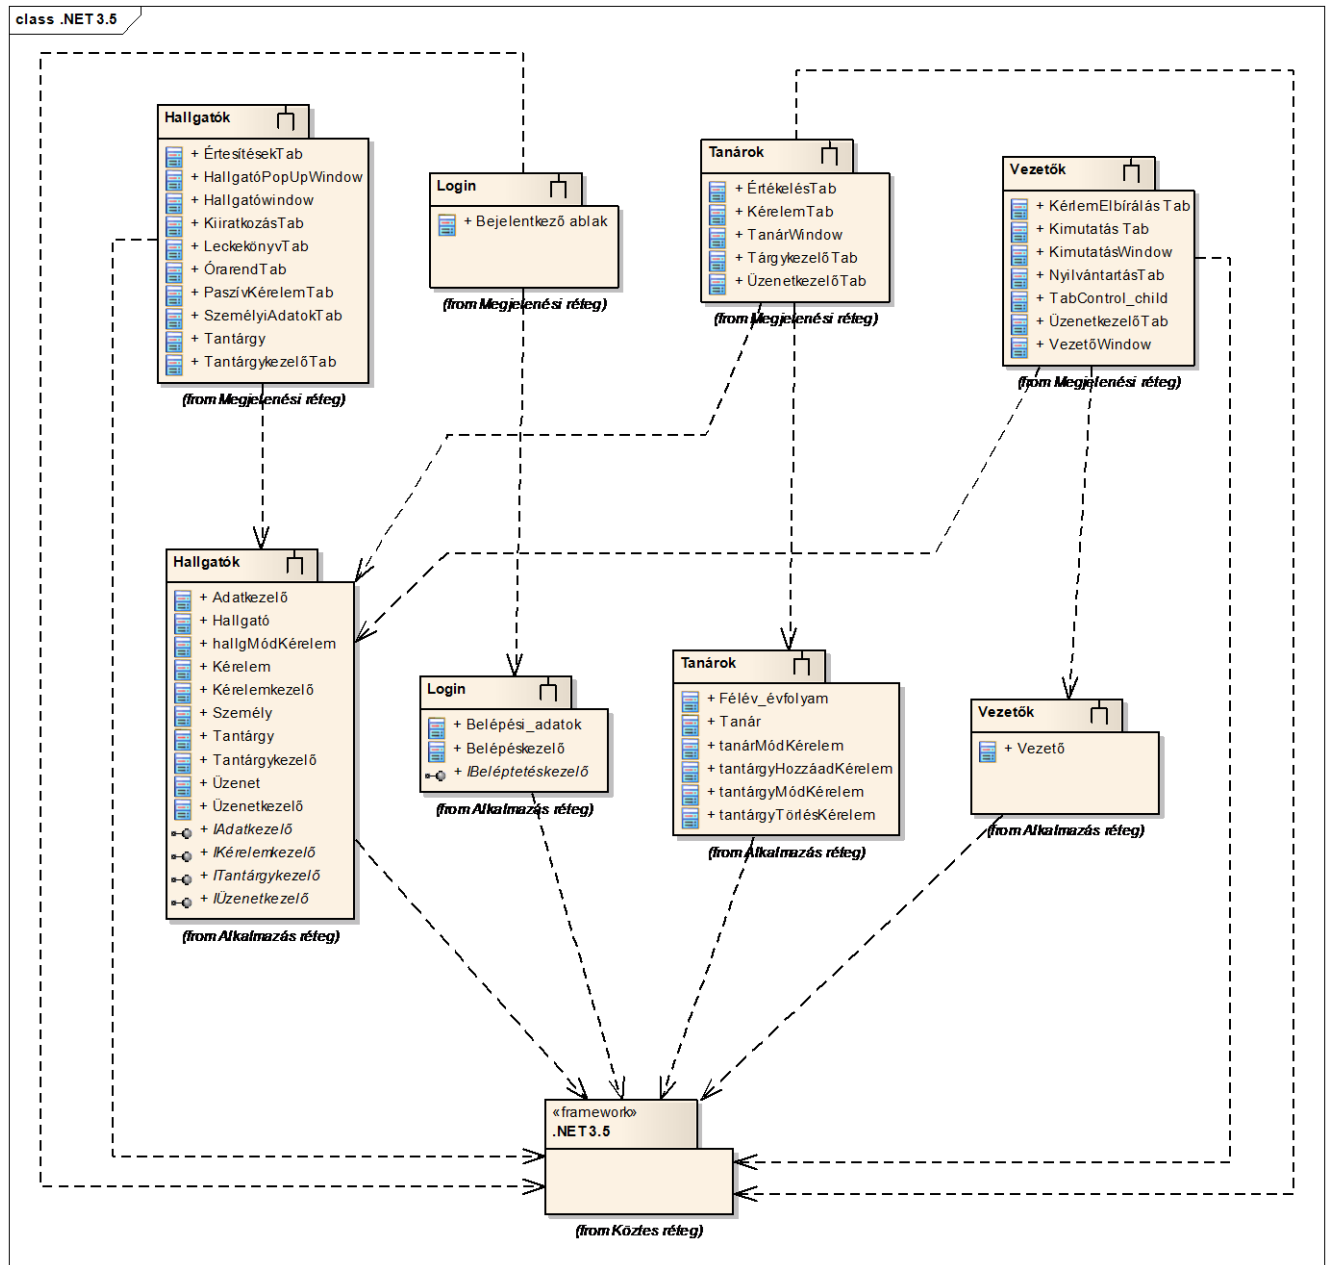 class .NET 3.5
Hallgatók
+ ÉrtesítésekTab
+ HallgatóPopUpWindow
+ Hallgatówindow
+ KiiratkozásTab
+ LeckekönyvTab
+ ÓrarendTab
+ PaszívKérelemTab
+ SzemélyiAdatokTab
+ Tantárgy
+ TantárgykezelőTab
(from Megjelenési réteg)
Login
+ Bejelentkező ablak
(from Megjelenési réteg)
Tanárok
+ ÉrtékelésTab
+ KérelemTab
+ TanárWindow
+ TárgykezelőTab
+ ÜzenetkezelőTab
(from Megjelenési réteg)
Vezetők
+ KérlemElbírálás Tab
+ Kimutatás Tab
+ KimutatásWindow
+ NyilvántartásTab
+ TabControl_child
+ ÜzenetkezelőTab
+ VezetőWindow
(from Megjelenési réteg)
Hallgatók
+ Adatkezelő
+ Hallgató
+ hallgMódKérelem
+ Kérelem
+ Kérelemkezelő
+ Személy
+ Tantárgy
+ Tantárgykezelő
+ Üzenet
+ Üzenetkezelő
+ IAdatkezelő
+ IKérelemkezelő
+ ITantárgykezelő
+ IÜzenetkezelő
(from Alkalmazás réteg)
Login
+ Belépési_adatok
+ Belépéskezelő
+ IBeléptetéskezelő
(from Alkalmazás réteg)
Tanárok
+ Félév_évfolyam
+ Tanár
+ tanárMódKérelem
+ tantárgyHozzáadKérelem
+ tantárgyMódKérelem
+ tantárgyTörlésKérelem
(from Alkalmazás réteg)
Vezetők
+ Vezető
(from Alkalmazás réteg)
«framework»
.NET 3.5
(from Köztes réteg)